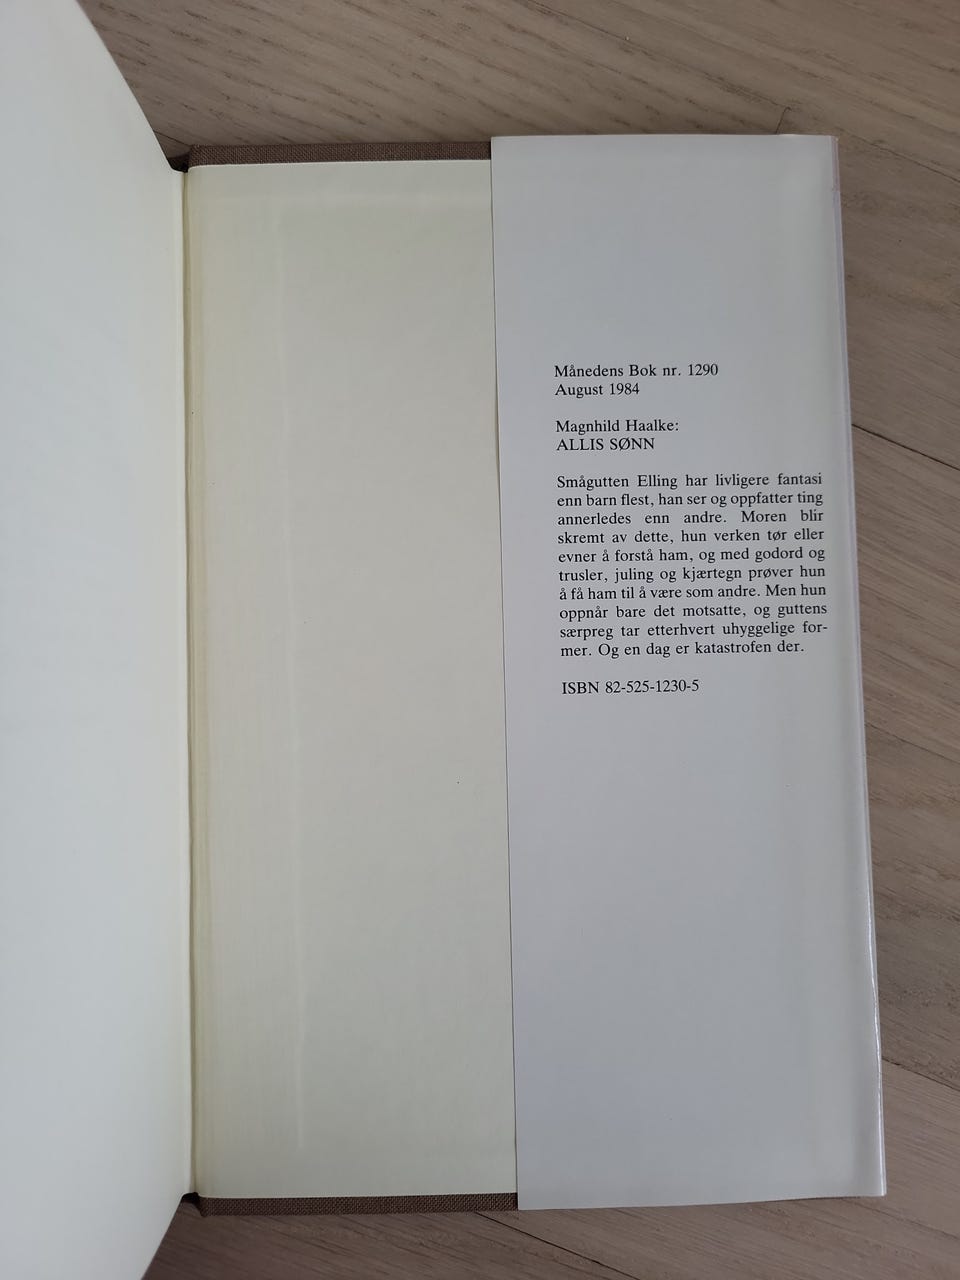 Månedens Bok nr. 1290
August 1984
Magnhild Haalke:
ALLIS SØNN
Smågutten Elling har livligere fantasi
enn barn flest, han ser og oppfatter ting
annerledes enn andre. Moren blir
skremt av dette, hun verken tør eller
evner å forstå ham, og med godord og
trusler, juling og kjærtegn prøver hun
å få ham til å være som andre. Men hun
oppnår bare det motsatte, og guttens
særpreg tar etterhvert uhyggelige for-
mer. Og en dag er katastrofen der.
ISBN 82-525-1230-5